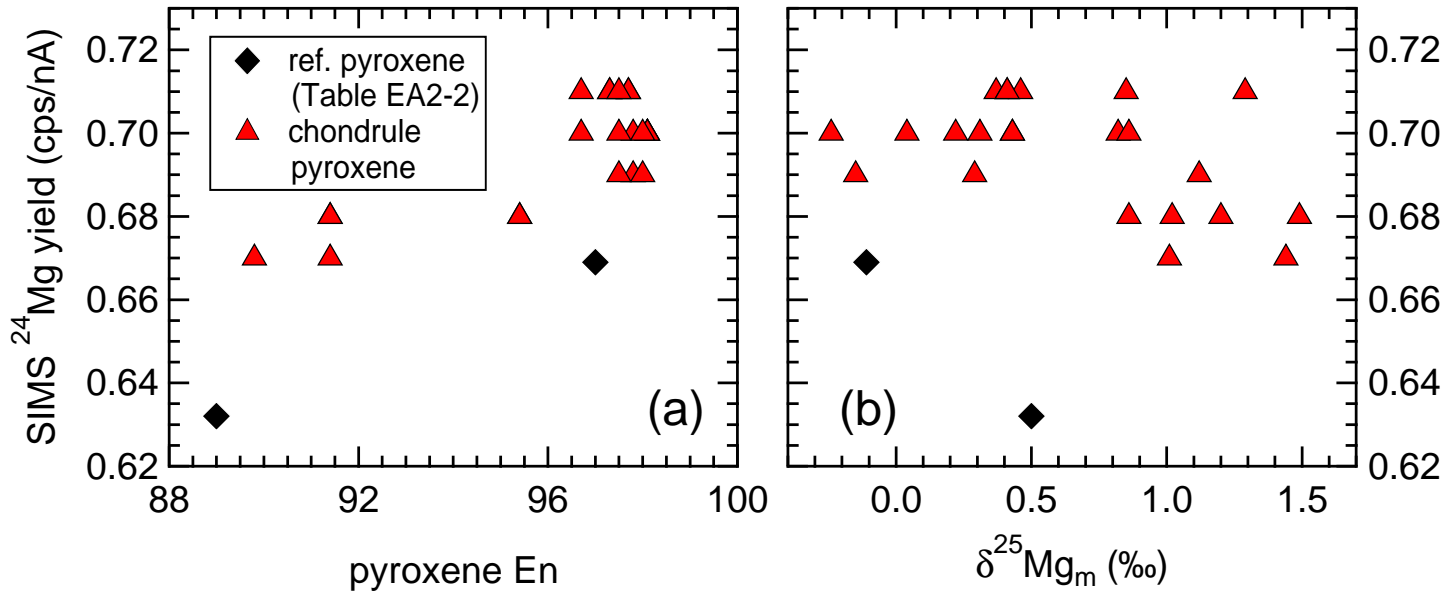 SIMS ²⁴Mg yield (cps/nA)
0.72
0.70
0.68
0.66
0.64
0.62
ref. pyroxene
(Table EA2-2)
chondrule
pyroxene
(a)
88 92 96 100
pyroxene En
(b)
0.72
0.70
0.68
0.66
0.64
0.62
0.0 0.5 1.0 1.5
δ²⁵Mgₘ (‰)